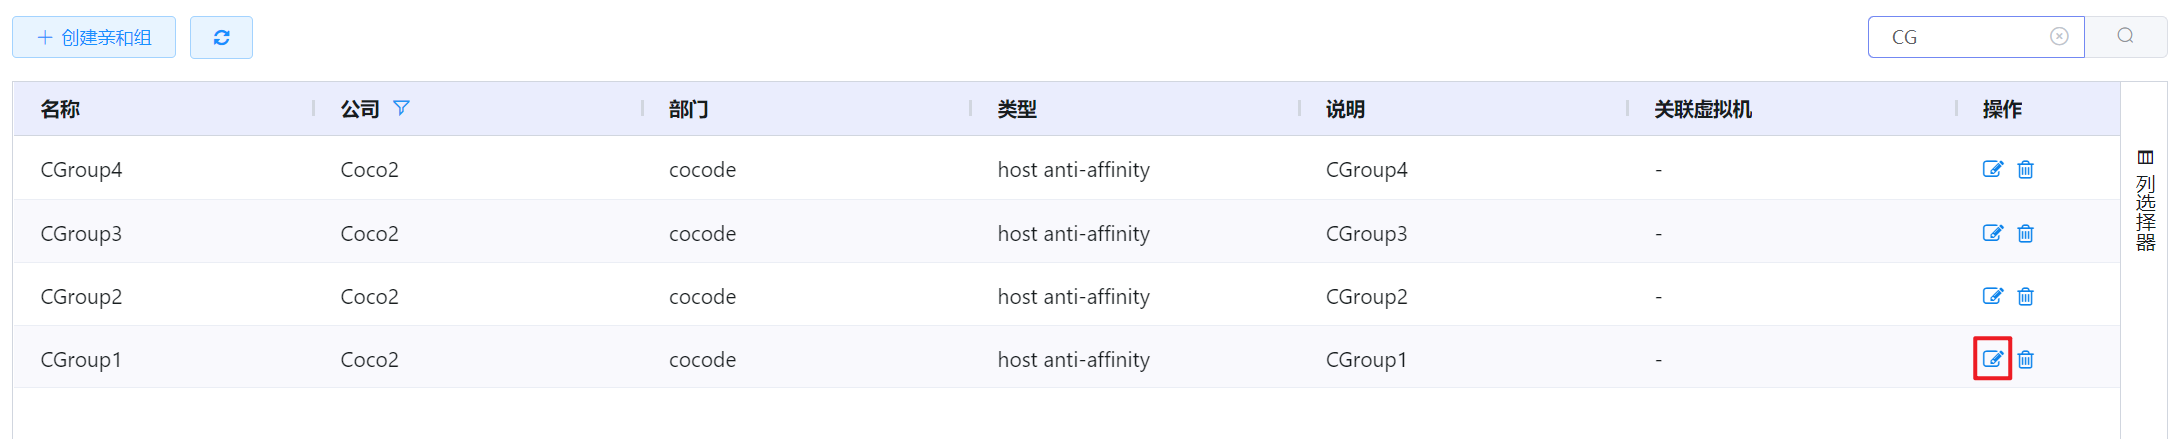 创建亲和组
CG
名称 公司 部门 类型 说明 关联虚拟机 操作
CGroup4 Coco2 cocode host anti-affinity CGroup4 -
CGroup3 Coco2 cocode host anti-affinity CGroup3 -
CGroup2 Coco2 cocode host anti-affinity CGroup2 -
CGroup1 Coco2 cocode host anti-affinity CGroup1 -
列选择器